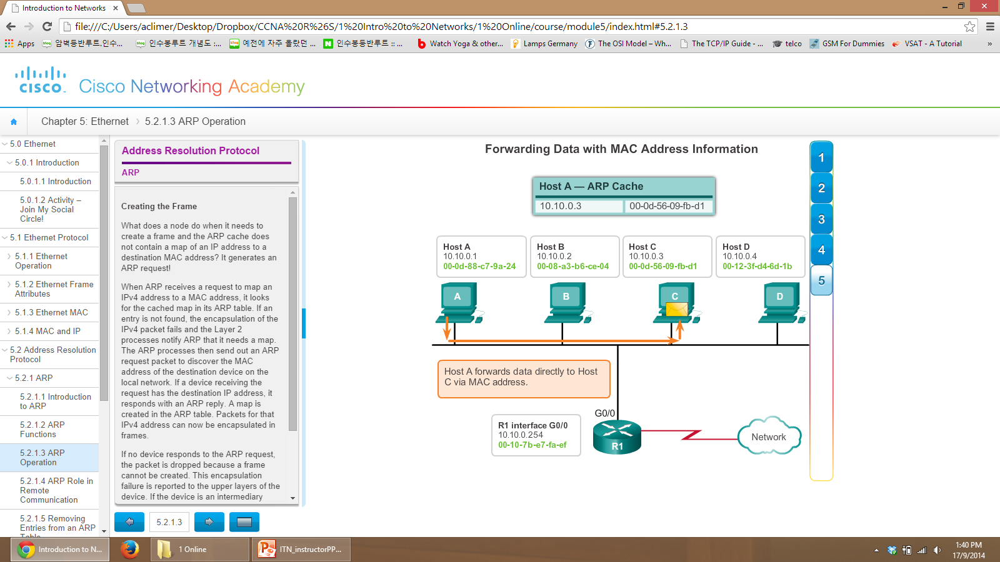 Introduction to Networks
file:///C:/Users/aclimer/Desktop/Dropbox/CCNA%20R%26S/1%20Intro%20to%20Networks/1%20Online/course/module5/index.html#5.2.1.3
Apps
암벽등반루트.인수...
인수봉루트 개념도 :...
예전에 자주 올랐던 ...
인수봉등반루트 :: ...
Watch Yoga & other...
Lamps Germany
The OSI Model – Wh...
The TCP/IP Guide - ...
telco
GSM For Dummies
VSAT - A Tutorial
»
cisco.
Cisco Networking Academy
Chapter 5: Ethernet
5.2.1.3 ARP Operation
5.0 Ethernet
5.0.1 Introduction
5.0.1.1 Introduction
5.0.1.2 Activity –
Join My Social
Circle!
5.1 Ethernet Protocol
5.1.1 Ethernet
Operation
5.1.2 Ethernet Frame
Attributes
5.1.3 Ethernet MAC
5.1.4 MAC and IP
5.2 Address Resolution
Protocol
5.2.1 ARP
5.2.1.1 Introduction
to ARP
5.2.1.2 ARP
Functions
5.2.1.3 ARP
Operation
5.2.1.4 ARP Role in
Remote
Communication
5.2.1.5 Removing
Entries from an ARP
Table
Address Resolution Protocol
ARP
Creating the Frame
What does a node do when it needs to
create a frame and the ARP cache does
not contain a map of an IP address to a
destination MAC address? It generates an
ARP request!
When ARP receives a request to map an
IPv4 address to a MAC address, it looks
for the cached map in its ARP table. If an
entry is not found, the encapsulation of the
IPv4 packet fails and the Layer 2
processes notify ARP that it needs a map.
The ARP processes then send out an ARP
request packet to discover the MAC
address of the destination device on the
local network. If a device receiving the
request has the destination IP address, it
responds with an ARP reply. A map is
created in the ARP table. Packets for that
IPv4 address can now be encapsulated in
frames.
If no device responds to the ARP request,
the packet is dropped because a frame
cannot be created. This encapsulation
failure is reported to the upper layers of the
device. If the device is an intermediary
5.2.1.3
Forwarding Data with MAC Address Information
Host A — ARP Cache
10.10.0.3 00-0d-56-09-fb-d1
Host A
10.10.0.1
00-0d-88-c7-9a-24
Host B
10.10.0.2
00-08-a3-b6-ce-04
Host C
10.10.0.3
00-0d-56-09-fb-d1
Host D
10.10.0.4
00-12-3f-d4-6d-1b
A
B
C
D
Host A forwards data directly to Host
C via MAC address.
G0/0
R1 interface G0/0
10.10.0.254
00-10-7b-e7-fa-ef
R1
Network
1
2
3
4
5
Introduction to N...
1 Online
ITN_instructorPP...
1:40 PM
17/9/2014